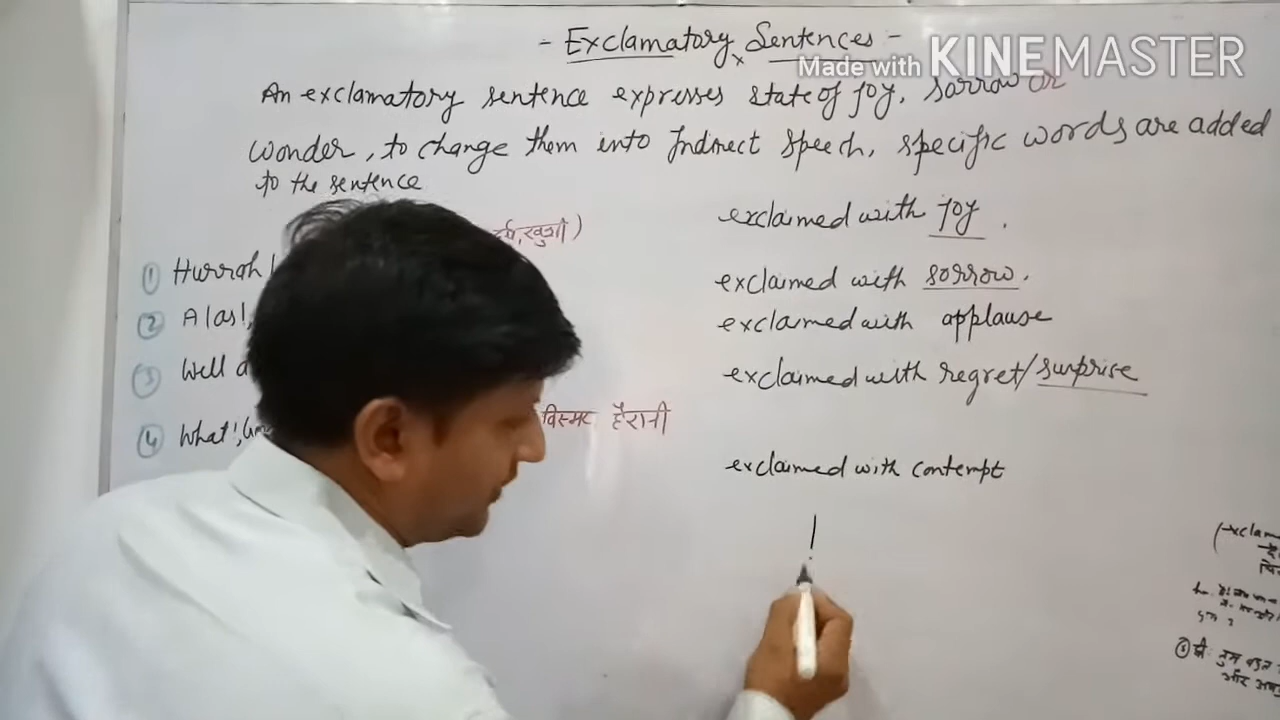 - Exclamatory Sentences -
Made with KINEMASTER
An exclamatory sentence expresses state of joy, sorrow or
wonder, to change them into Indirect speech, specific words are added
to the sentence
खुशी)
exclaimed with joy.
① Hurrah!
exclaimed with sorrow.
② Alas!,
exclaimed with applause
③ Well
exclaimed with regret/surprise
④ What!,
हैरानी
exclaimed with contempt